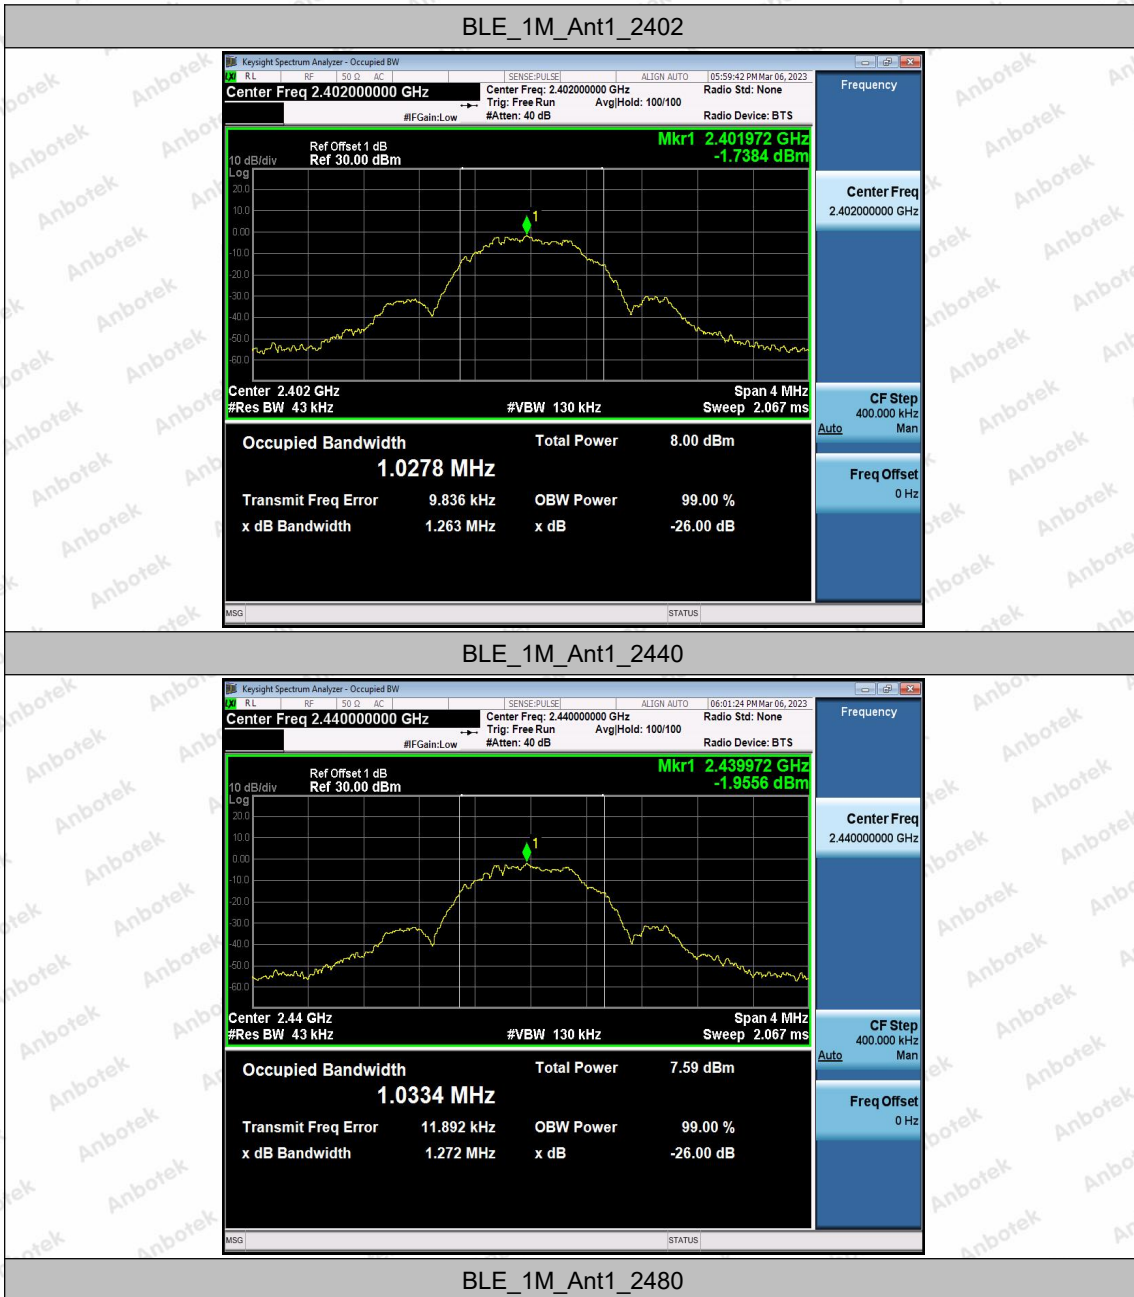 BLE_1M_Ant1_2402
Keysight Spectrum Analyzer - Occupied BW
LXI RL RF 50 Ω AC SENSE:PULSE ALIGN AUTO 05:59:42 PM Mar 06, 2023
Center Freq 2.402000000 GHz
Center Freq: 2.402000000 GHz
Radio Std: None
Trig: Free Run Avg|Hold: 100/100
#IFGain:Low #Atten: 40 dB Radio Device: BTS
Frequency
Mkr1 2.401972 GHz
-1.7384 dBm
Ref Offset 1 dB
10 dB/div Ref 30.00 dBm
Log
20.0
10.0
0.00
-10.0
-20.0
-30.0
-40.0
-50.0
-60.0
1
Center 2.402 GHz Span 4 MHz
#Res BW 43 kHz #VBW 130 kHz Sweep 2.067 ms
Center Freq
2.402000000 GHz
CF Step
400.000 kHz
Auto Man
Freq Offset
0 Hz
Occupied Bandwidth Total Power 8.00 dBm
1.0278 MHz
Transmit Freq Error 9.836 kHz OBW Power 99.00 %
x dB Bandwidth 1.263 MHz x dB -26.00 dB
MSG STATUS
BLE_1M_Ant1_2440
Keysight Spectrum Analyzer - Occupied BW
LXI RL RF 50 Ω AC SENSE:PULSE ALIGN AUTO 06:01:24 PM Mar 06, 2023
Center Freq 2.440000000 GHz
Center Freq: 2.440000000 GHz
Radio Std: None
Trig: Free Run Avg|Hold: 100/100
#IFGain:Low #Atten: 40 dB Radio Device: BTS
Frequency
Mkr1 2.439972 GHz
-1.9556 dBm
Ref Offset 1 dB
10 dB/div Ref 30.00 dBm
Log
20.0
10.0
0.00
-10.0
-20.0
-30.0
-40.0
-50.0
-60.0
1
Center 2.44 GHz Span 4 MHz
#Res BW 43 kHz #VBW 130 kHz Sweep 2.067 ms
Center Freq
2.440000000 GHz
CF Step
400.000 kHz
Auto Man
Freq Offset
0 Hz
Occupied Bandwidth Total Power 7.59 dBm
1.0334 MHz
Transmit Freq Error 11.892 kHz OBW Power 99.00 %
x dB Bandwidth 1.272 MHz x dB -26.00 dB
MSG STATUS
BLE_1M_Ant1_2480
Anbotek